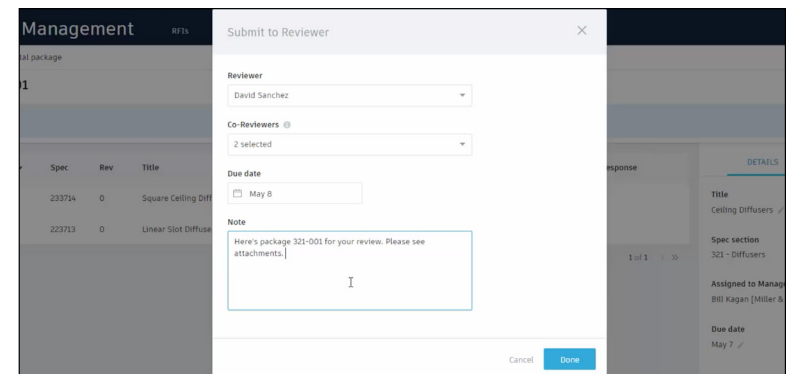 Management RFIs
tal package
01
Submit to Reviewer
Reviewer
David Sanchez
Co-Reviewers
2 selected
Due date
May 8
Note
Here's package 321-001 for your review. Please see
attachments.
Cancel Done
Spec Rev Title
233714 0 Square Ceiling Diff
223713 0 Linear Slot Diffuse
esponse
1 of 1
DETAILS
Title
Ceiling Diffusers
Spec section
321 - Diffusers
Assigned to Manage
Bill Kagan [Miller &
Due date
May 7